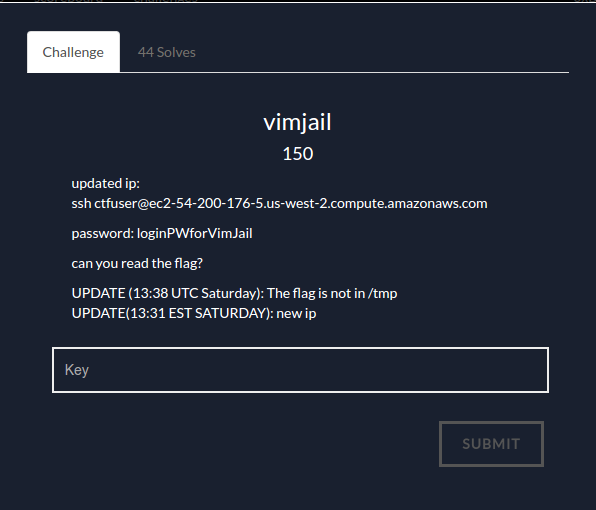 Challenge
44 Solves
vimjail
150
updated ip:
ssh ctfuser@ec2-54-200-176-5.us-west-2.compute.amazonaws.com
password: loginPWforVimJail
can you read the flag?
UPDATE (13:38 UTC Saturday): The flag is not in /tmp
UPDATE(13:31 EST SATURDAY): new ip
Key
SUBMIT